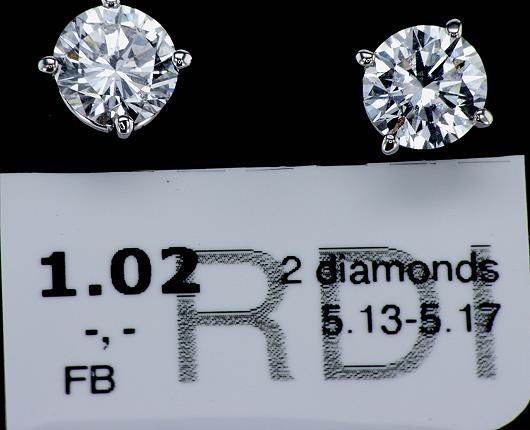 1.02 2 diamonds
-,- 5.13-5.17
FB
RDI